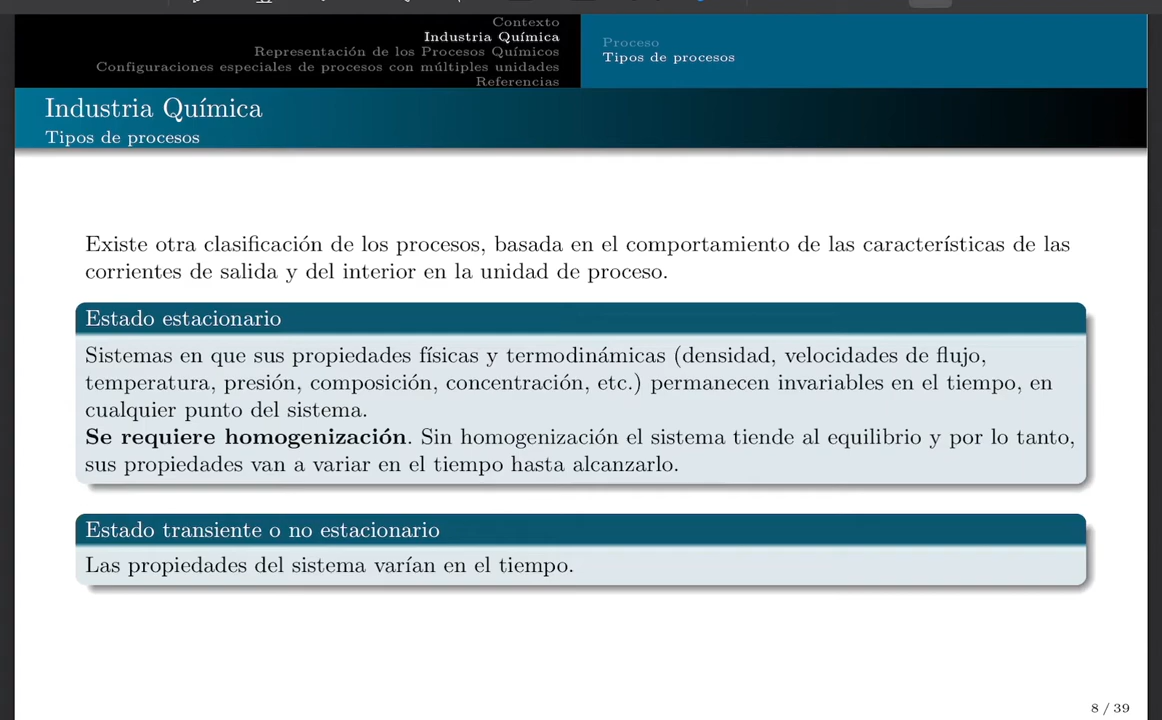 Contexto
Industria Química
Representación de los Procesos Químicos
Configuraciones especiales de procesos con múltiples unidades
Referencias
Proceso
Tipos de procesos
Industria Química
Tipos de procesos
Existe otra clasificación de los procesos, basada en el comportamiento de las características de las
corrientes de salida y del interior en la unidad de proceso.
Estado estacionario
Sistemas en que sus propiedades físicas y termodinámicas (densidad, velocidades de flujo,
temperatura, presión, composición, concentración, etc.) permanecen invariables en el tiempo, en
cualquier punto del sistema.
Se requiere homogenización. Sin homogenización el sistema tiende al equilibrio y por lo tanto,
sus propiedades van a variar en el tiempo hasta alcanzarlo.
Estado transiente o no estacionario
Las propiedades del sistema varían en el tiempo.
8 / 39